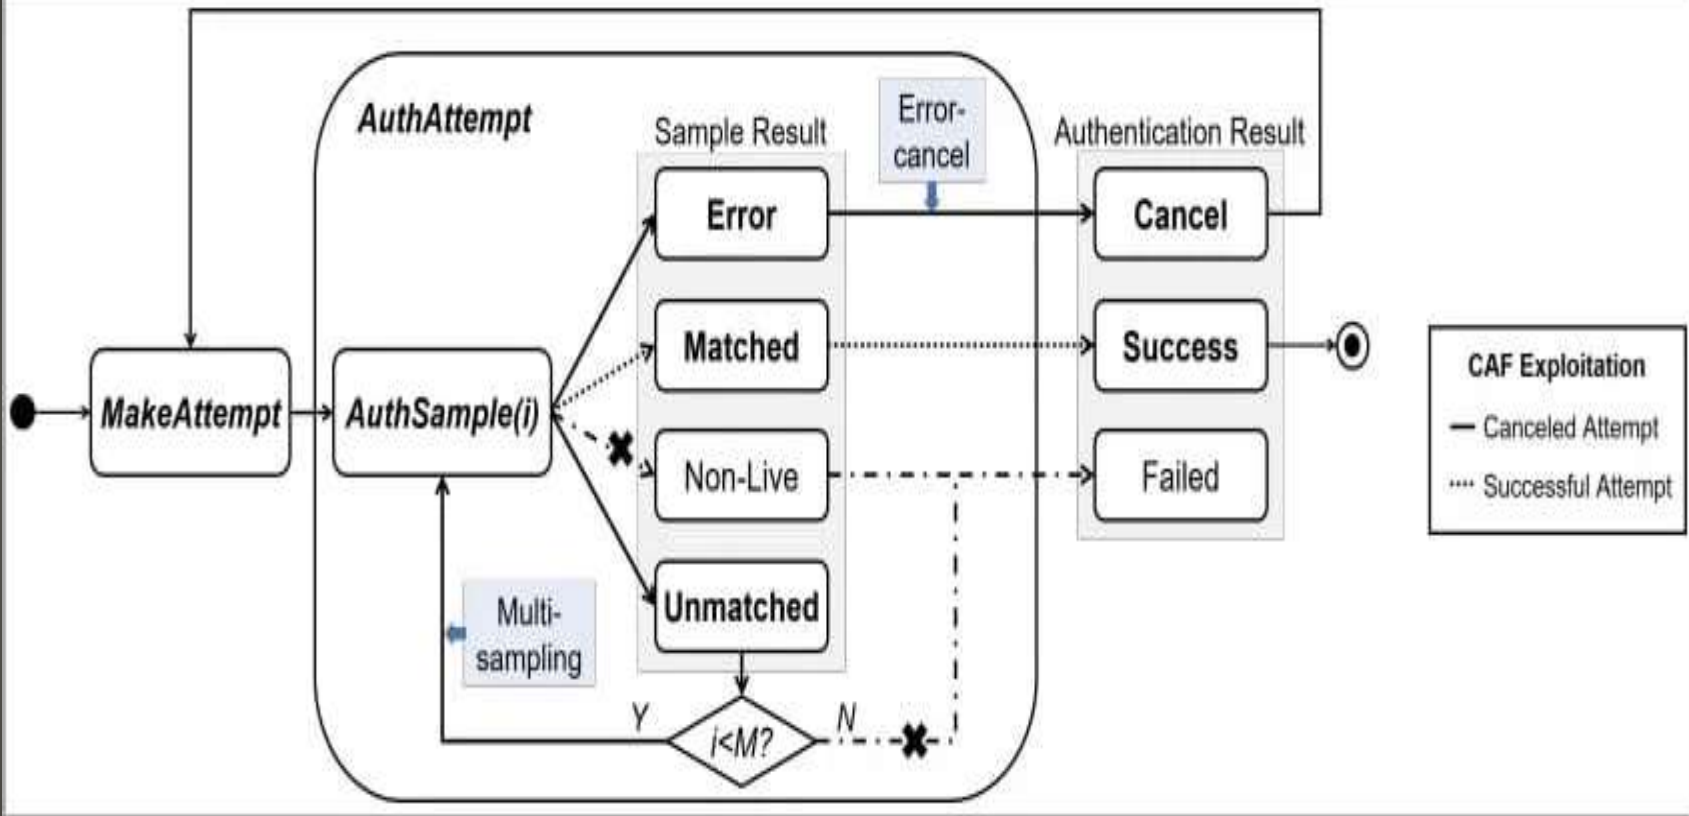 AuthAttempt
Sample Result
Error-
cancel
Authentication Result
Error
Cancel
Matched
Success
MakeAttempt
AuthSample(i)
Non-Live
Failed
Unmatched
Multi-
sampling
Y
i<M?
N
CAF Exploitation
Canceled Attempt
Successful Attempt